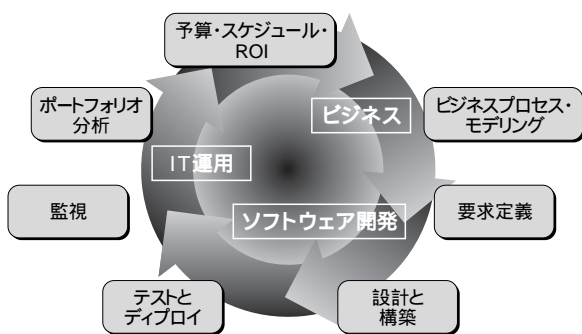 予算・スケジュール・
ROI
ポートフォリオ
分析
ビジネス
ビジネスプロセス・
モデリング
IT運用
監視
ソフトウェア開発
要求定義
テストと
ディプロイ
設計と
構築